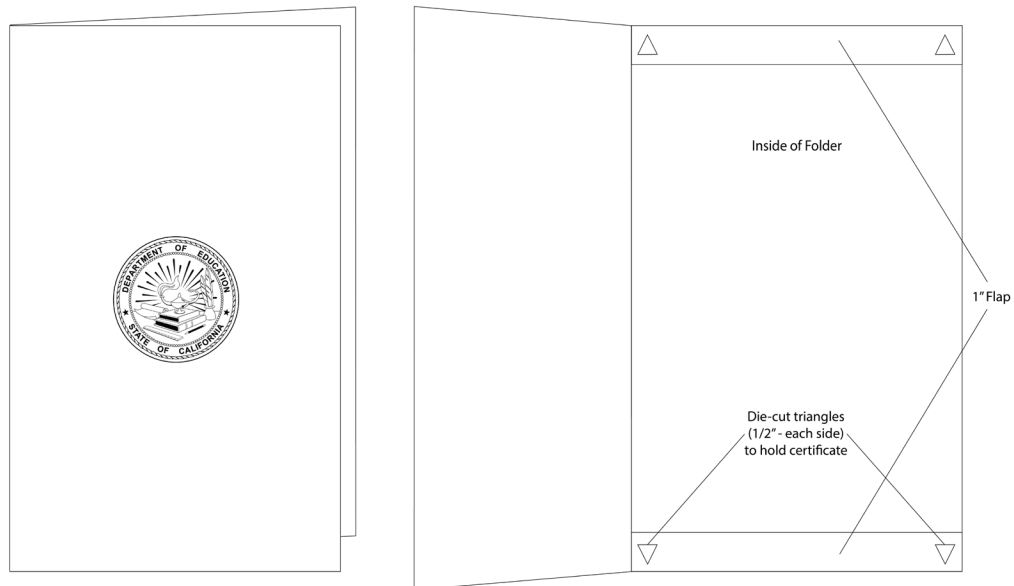 DEPARTMENT OF EDUCATION
STATE OF CALIFORNIA
Inside of Folder
1" Flap
Die-cut triangles
(1/2" - each side)
to hold certificate